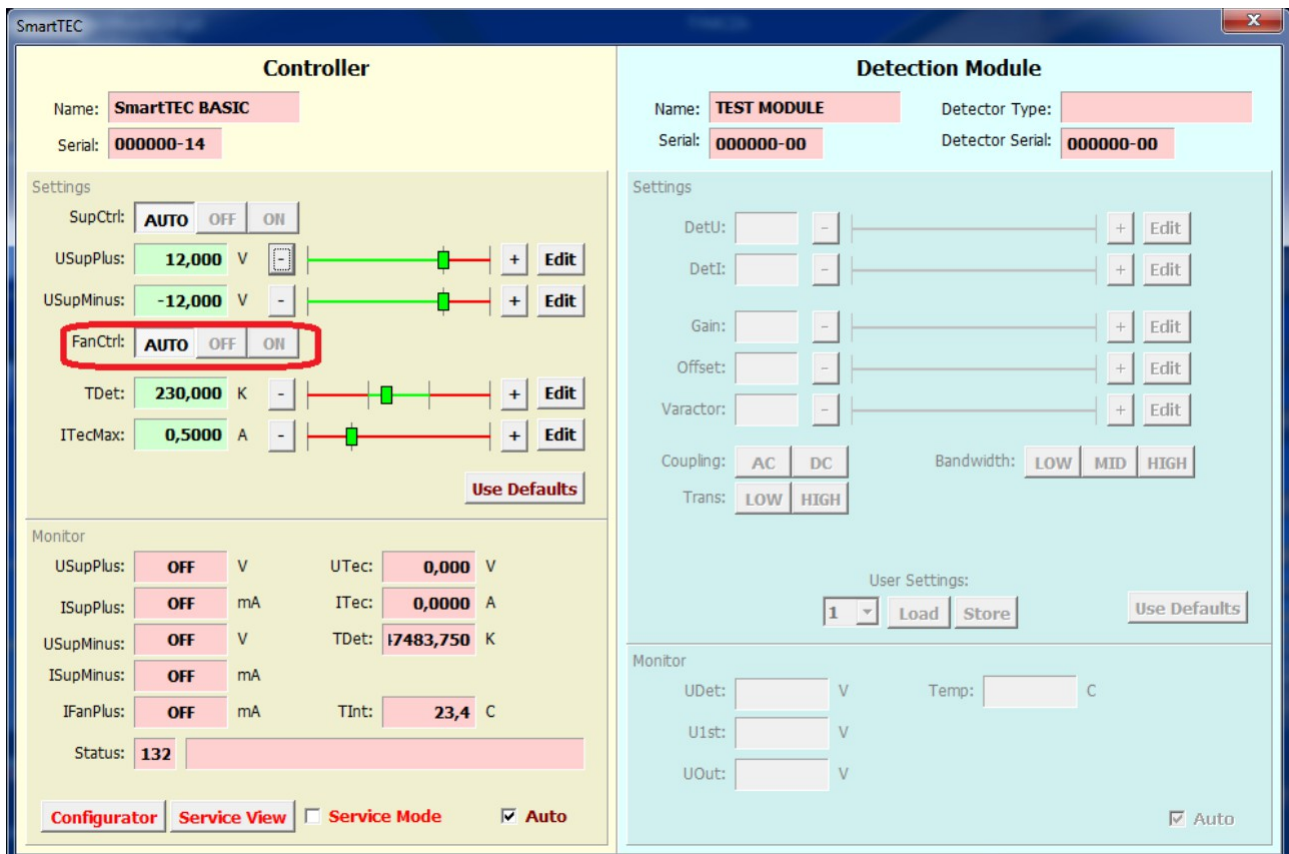 SmartTEC
Controller
Name: SmartTEC BASIC
Serial: 000000-14
Settings
SupCtrl: AUTO OFF ON
USupPlus: 12,000 V - + Edit
USupMinus: -12,000 V - + Edit
FanCtrl: AUTO OFF ON
TDet: 230,000 K - + Edit
ITecMax: 0,5000 A - + Edit
Use Defaults
Monitor
USupPlus: OFF V UTec: 0,000 V
ISupPlus: OFF mA ITec: 0,0000 A
USupMinus: OFF V TDet: 17483,750 K
ISupMinus: OFF mA
IFanPlus: OFF mA TInt: 23,4 C
Status: 132
Configurator Service View Service Mode Auto
Detection Module
Name: TEST MODULE Detector Type:
Serial: 000000-00 Detector Serial: 000000-00
Settings
DetU: - + Edit
DetI: - + Edit
Gain: - + Edit
Offset: - + Edit
Varactor: - + Edit
Coupling: AC DC Bandwidth: LOW MID HIGH
Trans: LOW HIGH
User Settings:
1 Load Store Use Defaults
Monitor
UDet: V Temp: C
U1st: V
UOut: V
Auto